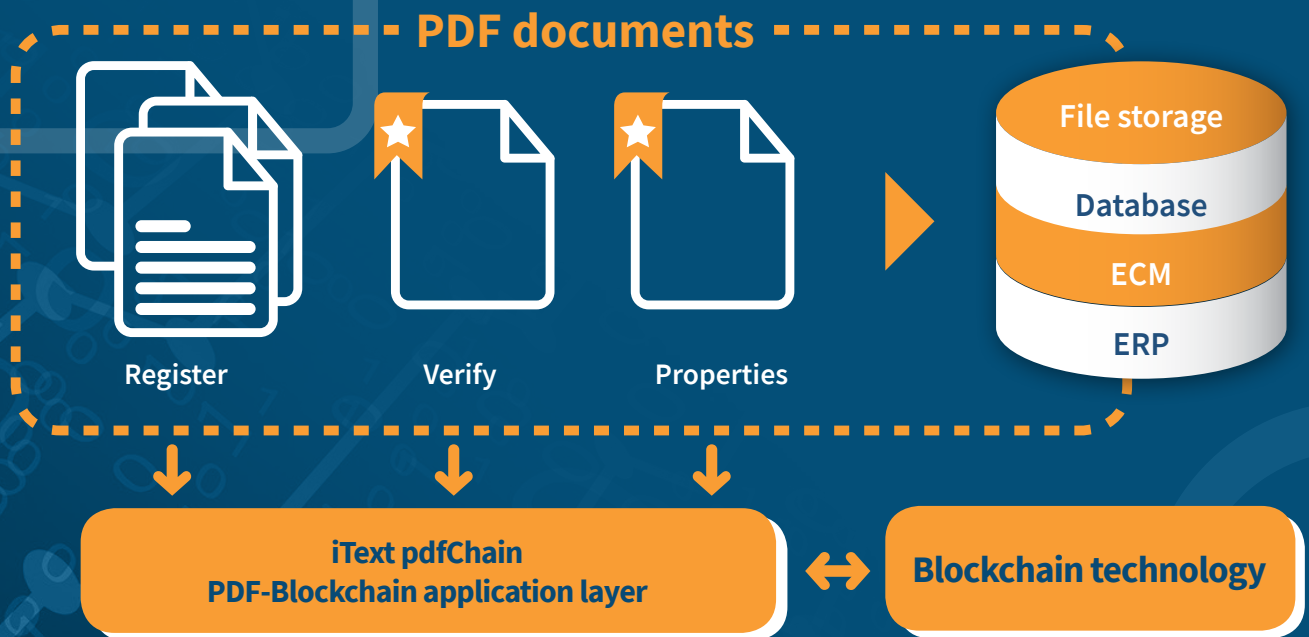 PDF documents
File storage
Database
ECM
ERP
Register
Verify
Properties
iText pdfChain
PDF-Blockchain application layer
Blockchain technology